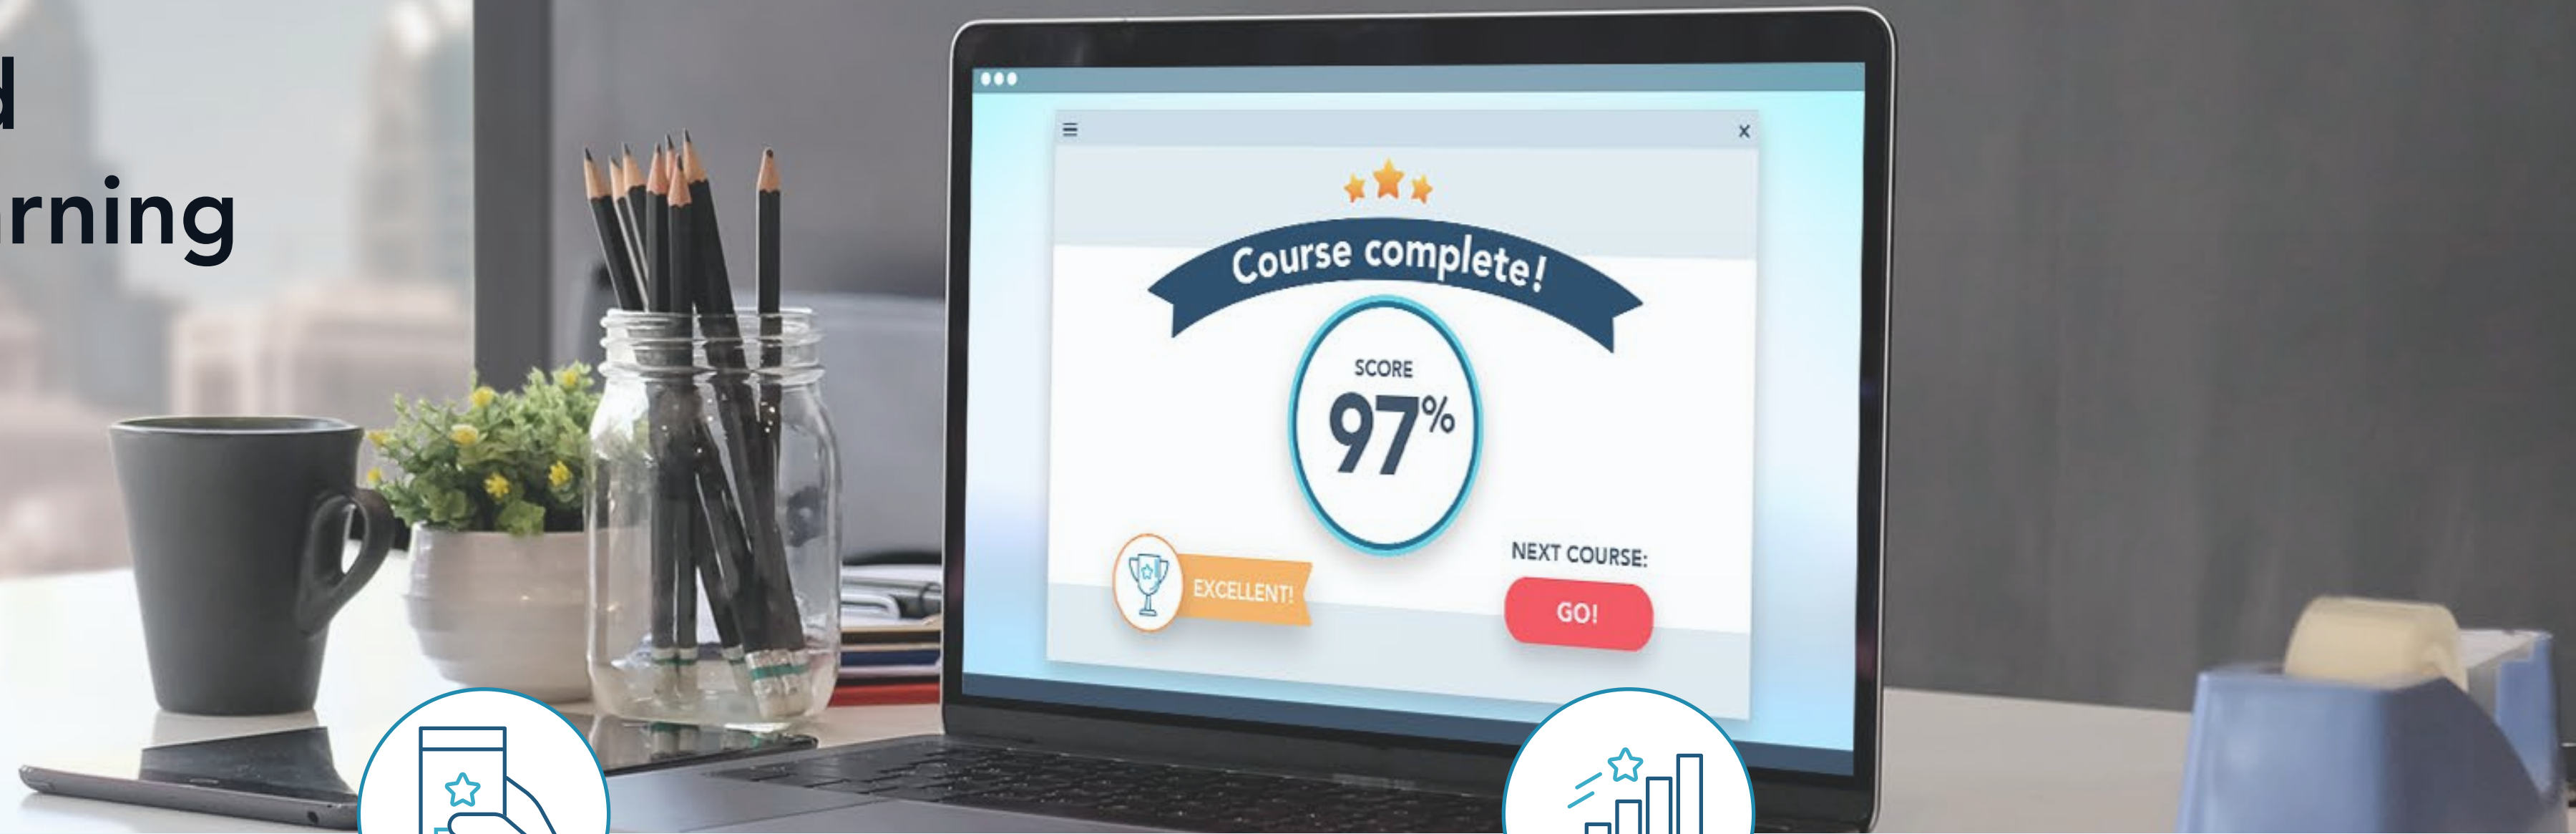 d
rning
Course complete!
SCORE
97%
EXCELLENT!
NEXT COURSE:
GO!